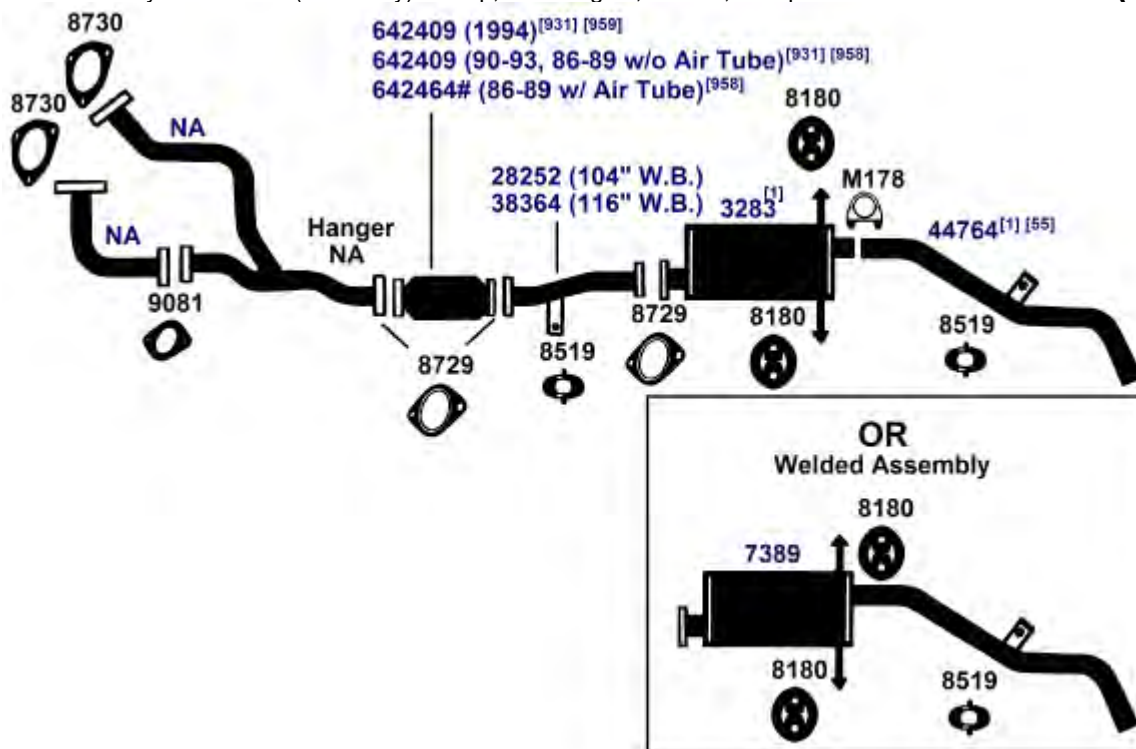 8730
642409 (1994)[931] [959]
642409 (90-93, 86-89 w/o Air Tube)[931] [958]
642464# (86-89 w/ Air Tube)[958]
8730
NA
8180
28252 (104" W.B.)
38364 (116" W.B.)
3283[1]
M178
44764[1] [55]
Hanger
NA
NA
9081
8729
8519
8729
8180
8519
OR
Welded Assembly
8180
7389
8180
8519